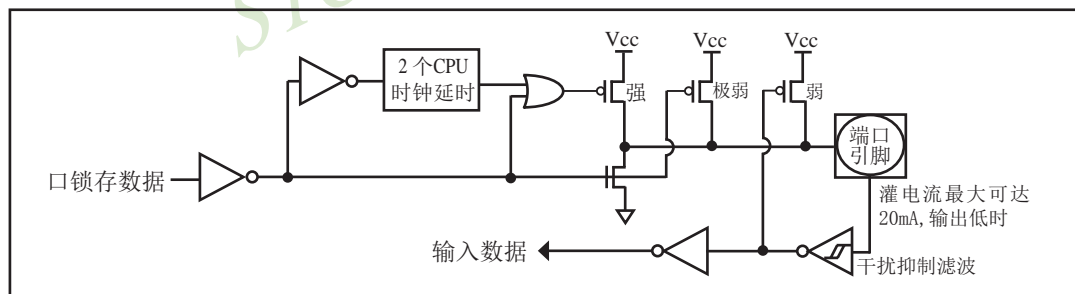 STC
Vcc
Vcc
Vcc
2个CPU
时钟延时
强
极弱
弱
端口
引脚
口锁存数据
灌电流最大可达
20mA,输出低时
输入数据
干扰抑制滤波